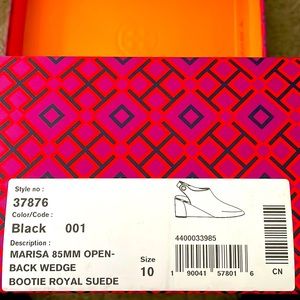 Style no :
37876
Color/Code :
Black 001
Description :
MARISA 85MM OPEN-
BACK WEDGE
BOOTIE ROYAL SUEDE
Size
10
4400033985
1 90041 57801 6
CN